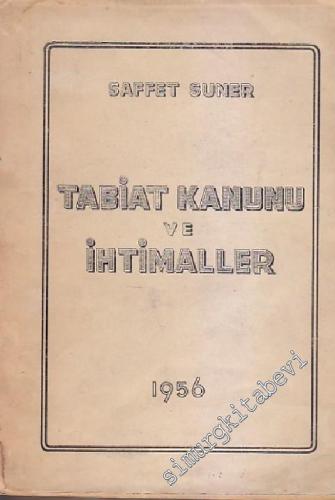 SAFFET SUNER
TABİAT KANUNU
VE
İHTİMALLER
1956
simurgkitabevi